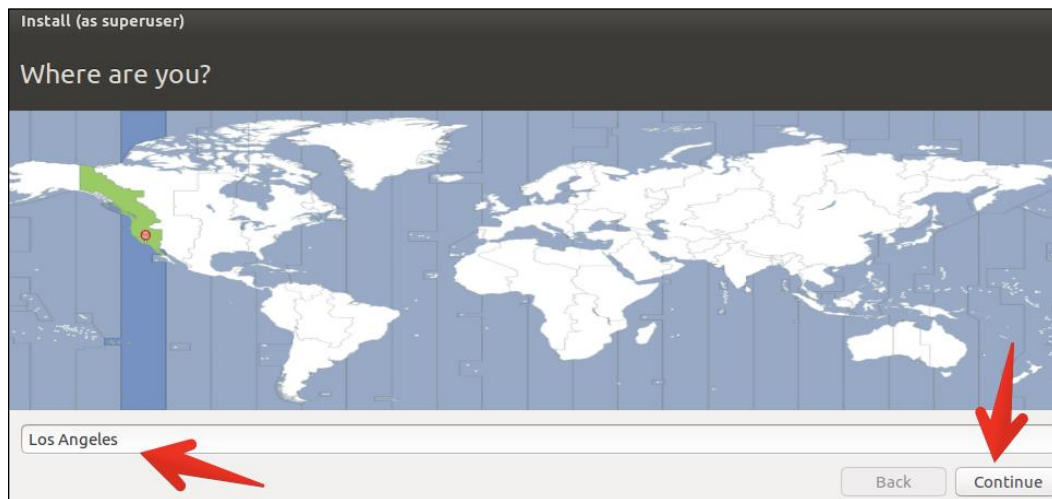 Install (as superuser)
Where are you?
Los Angeles
Back
Continue